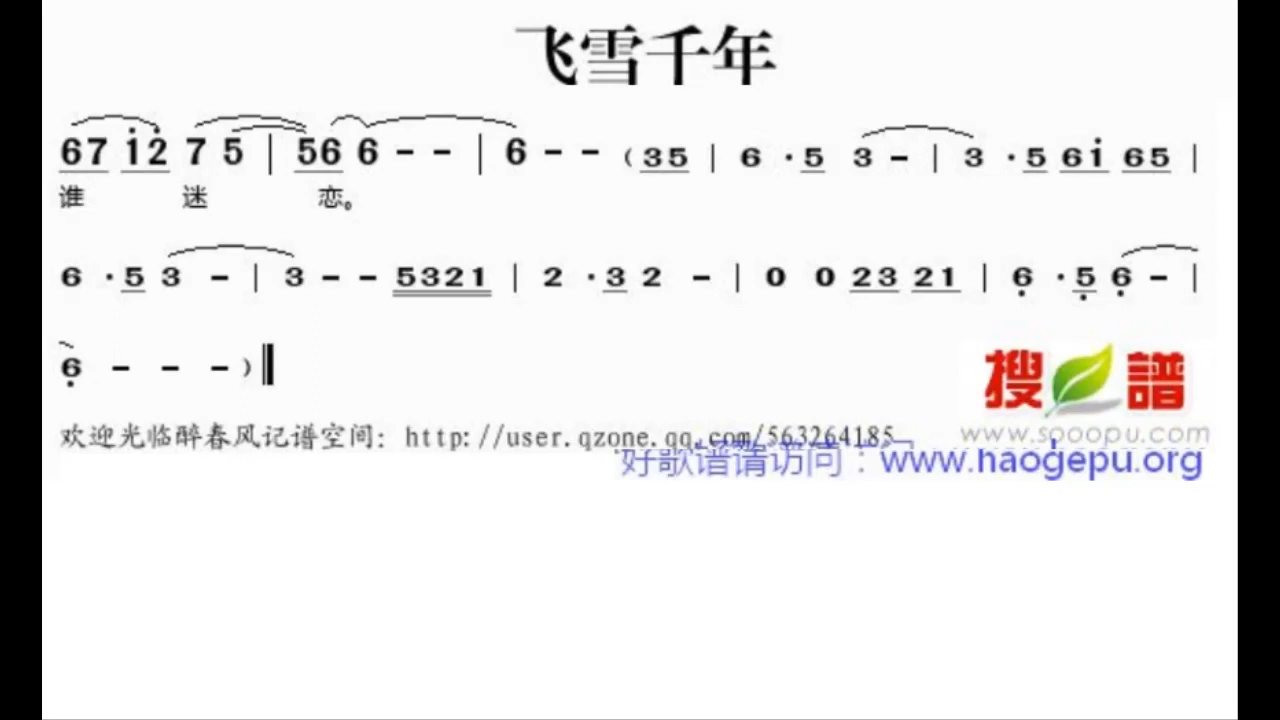 飞雪千年
67 i2 7 5 | 56 6 - - | 6 - - (35 | 6 ·5 3 - | 3 ·5 6i 65 |
谁 迷 恋。
6 ·5 3 - | 3 - - 5321 | 2 ·3 2 - | 0 0 23 21 | 6 ·5 6 - |
6 - - - )‖
搜 譜
www.sooopu.com
欢迎光临醉春风记谱空间: http://user.qzone.qq.com/563264185
好歌谱请访问：www.haogepu.org